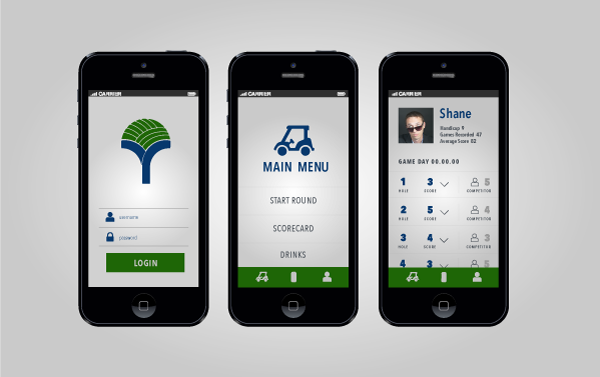 CARRIER
username
password
LOGIN
CARRIER
MAIN MENU
START ROUND
SCORECARD
DRINKS
CARRIER
Shane
Handicap 9
Games Recorded 47
Average Score 82
GAME DAY 00.00.00
1 3 5
HOLE SCORE COMPETITOR
2 5 4
HOLE SCORE COMPETITOR
3 4 3
HOLE SCORE COMPETITOR
4 3 5